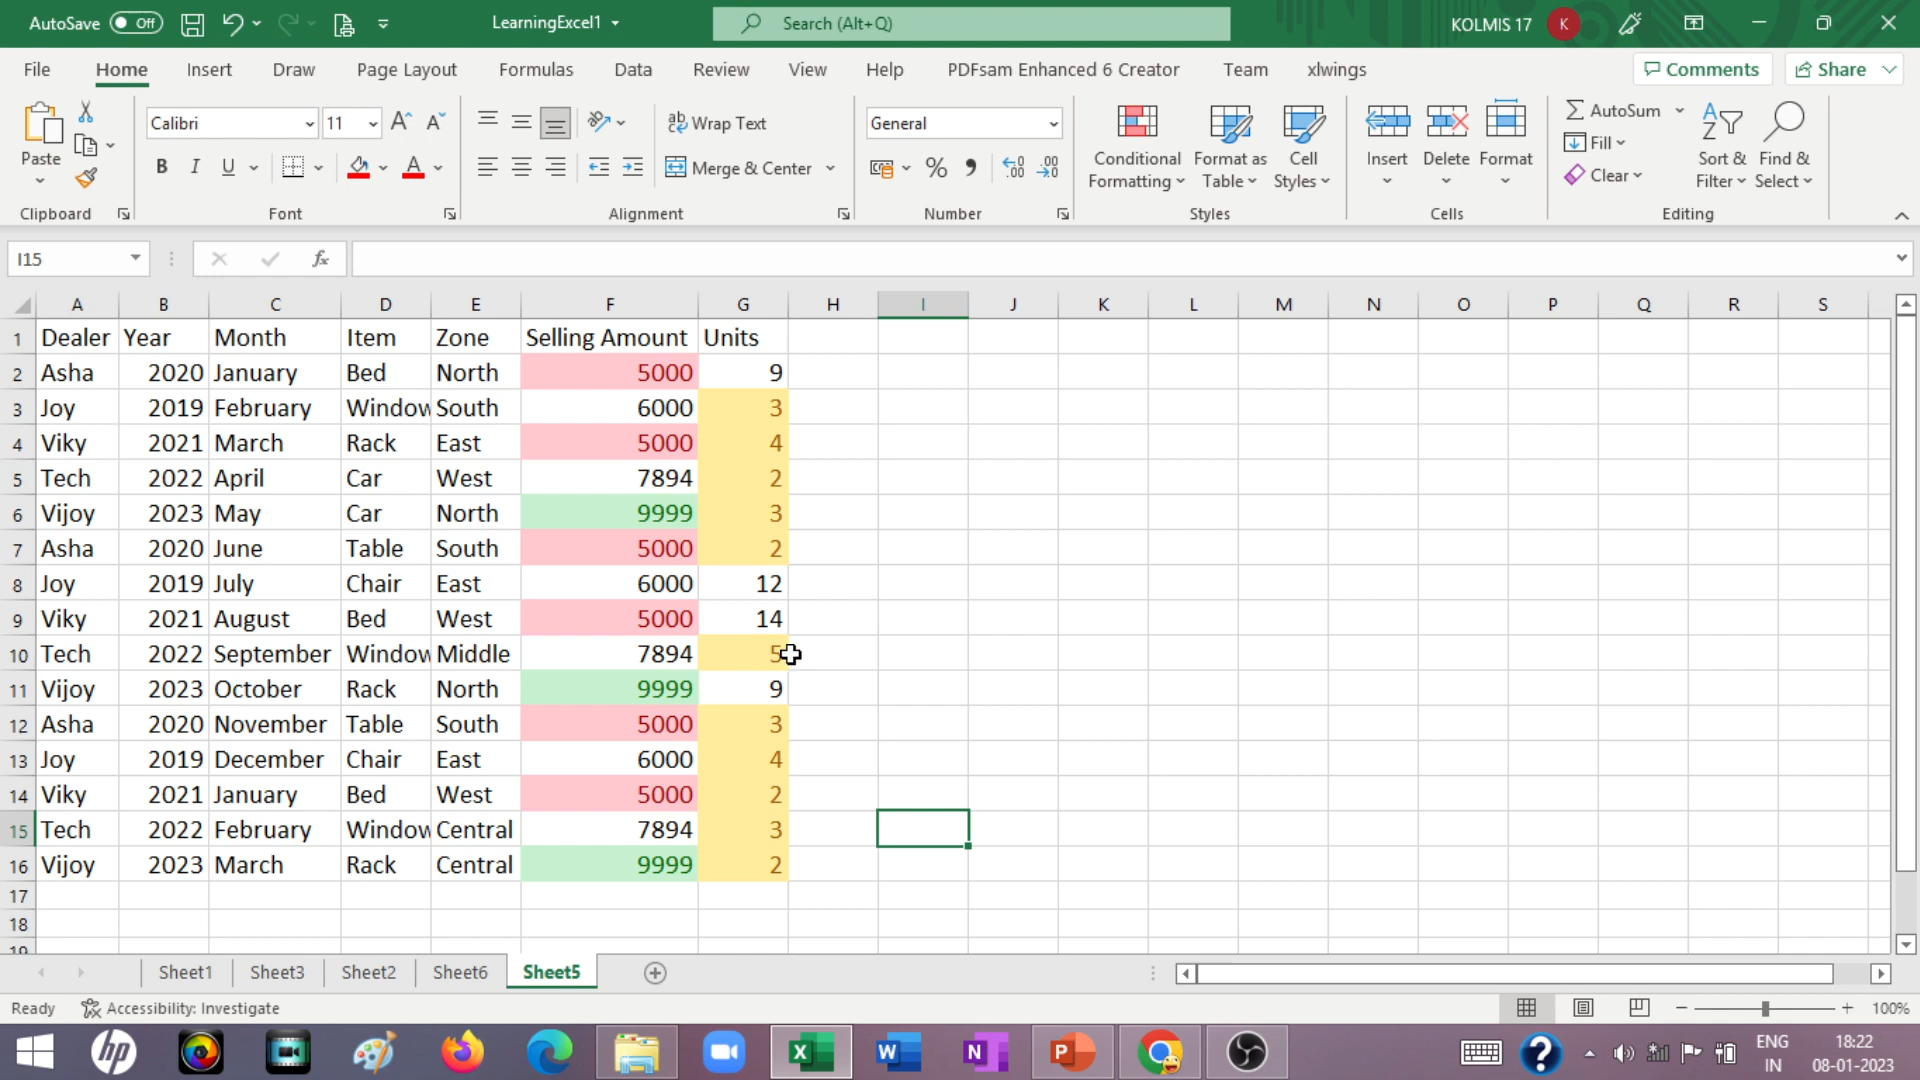 AutoSave Off LearningExcel1 Search (Alt+Q) KOLMIS 17 K
File Home Insert Draw Page Layout Formulas Data Review View Help PDFsam Enhanced 6 Creator Team xlwings Comments Share
Paste
Calibri 11
B I U A
ab Wrap Text
Merge & Center
General
%
Conditional Formatting
Format as Table
Cell Styles
Insert Delete Format
AutoSum
Fill
Clear
Sort & Filter
Find & Select
Clipboard Font Alignment Number Styles Cells Editing
I15 fx
A B C D E F G H I J K L M N O P Q R S
1 Dealer Year Month Item Zone Selling Amount Units
2 Asha 2020 January Bed North 5000 9
3 Joy 2019 February Window South 6000 3
4 Viky 2021 March Rack East 5000 4
5 Tech 2022 April Car West 7894 2
6 Vijoy 2023 May Car North 9999 3
7 Asha 2020 June Table South 5000 2
8 Joy 2019 July Chair East 6000 12
9 Viky 2021 August Bed West 5000 14
10 Tech 2022 September Window Middle 7894 5
11 Vijoy 2023 October Rack North 9999 9
12 Asha 2020 November Table South 5000 3
13 Joy 2019 December Chair East 6000 4
14 Viky 2021 January Bed West 5000 2
15 Tech 2022 February Window Central 7894 3
16 Vijoy 2023 March Rack Central 9999 2
17
18
19
Sheet1 Sheet3 Sheet2 Sheet6 Sheet5
Ready Accessibility: Investigate 100%
hp X W N P ? ENG 18:22
IN 08-01-2023